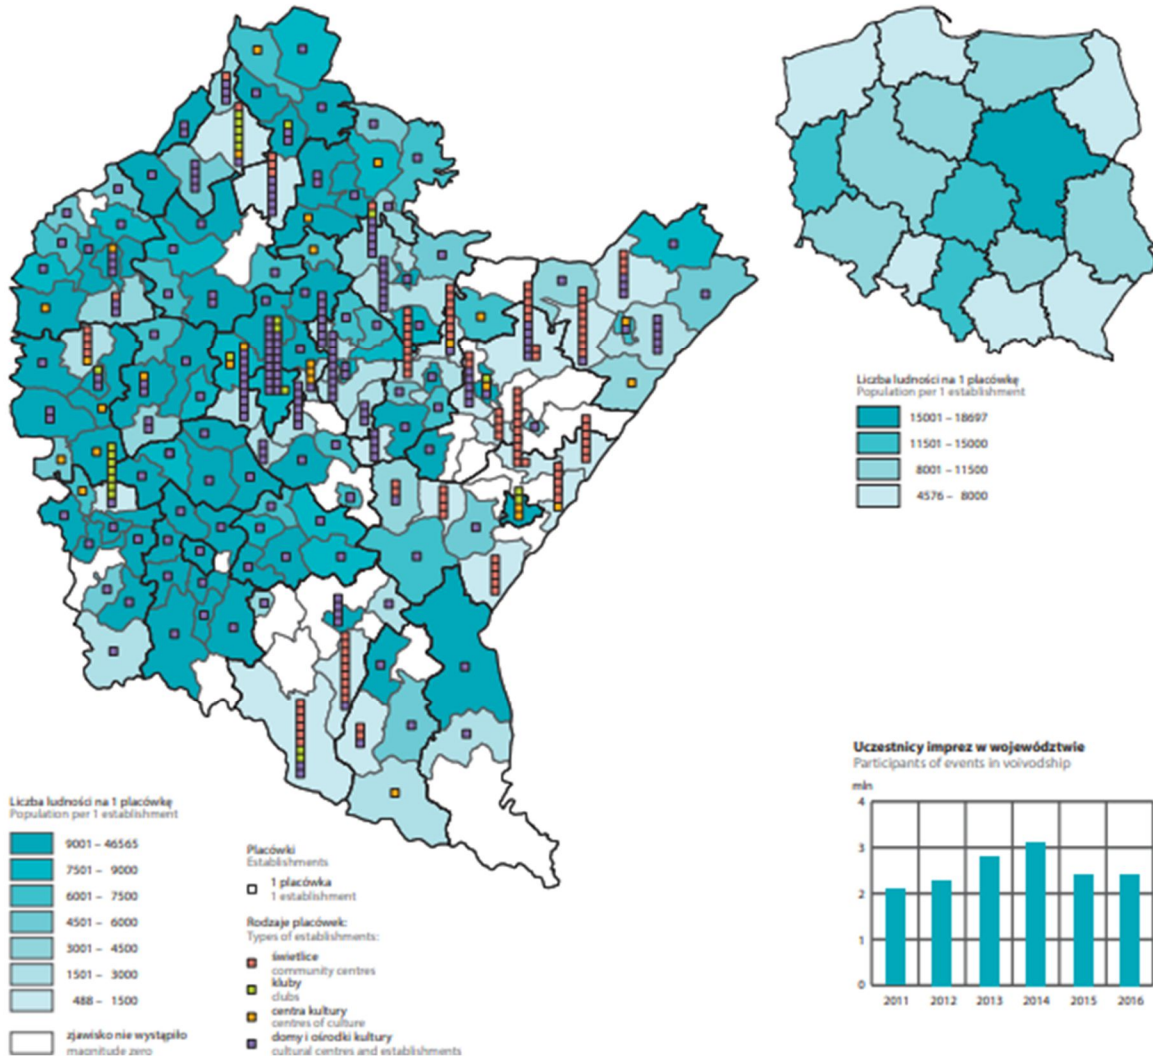 Liczba ludności na 1 placówkę
Population per 1 establishment
15001 – 18697
11501 – 15000
8001 – 11500
4576 – 8000
Uczestnicy imprez w województwie
Participants of events in voivodship
mln
4
3
2
1
0
2011 2012 2013 2014 2015 2016
Liczba ludności na 1 placówkę
Population per 1 establishment
9001 – 46565
7501 – 9000
6001 – 7500
4501 – 6000
3001 – 4500
1501 – 3000
488 – 1500
zjawisko nie wystąpiło
magnitude zero
Placówki
Establishments
1 placówka
1 establishment
Rodzaje placówek:
Types of establishments:
świetlice
community centres
kluby
clubs
centra kultury
centres of culture
domy i ośrodki kultury
cultural centres and establishments